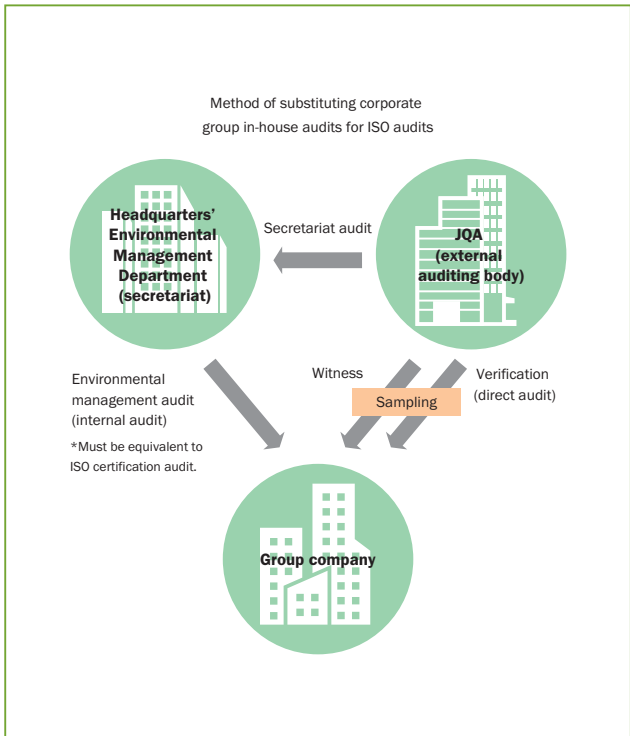 Method of substituting corporate
group in-house audits for ISO audits
Headquarters’
Environmental
Management
Department
(secretariat)
Secretariat audit
JQA
(external
auditing body)
Environmental
management audit
(internal audit)
*Must be equivalent to
ISO certification audit.
Witness
Sampling
Verification
(direct audit)
Group company